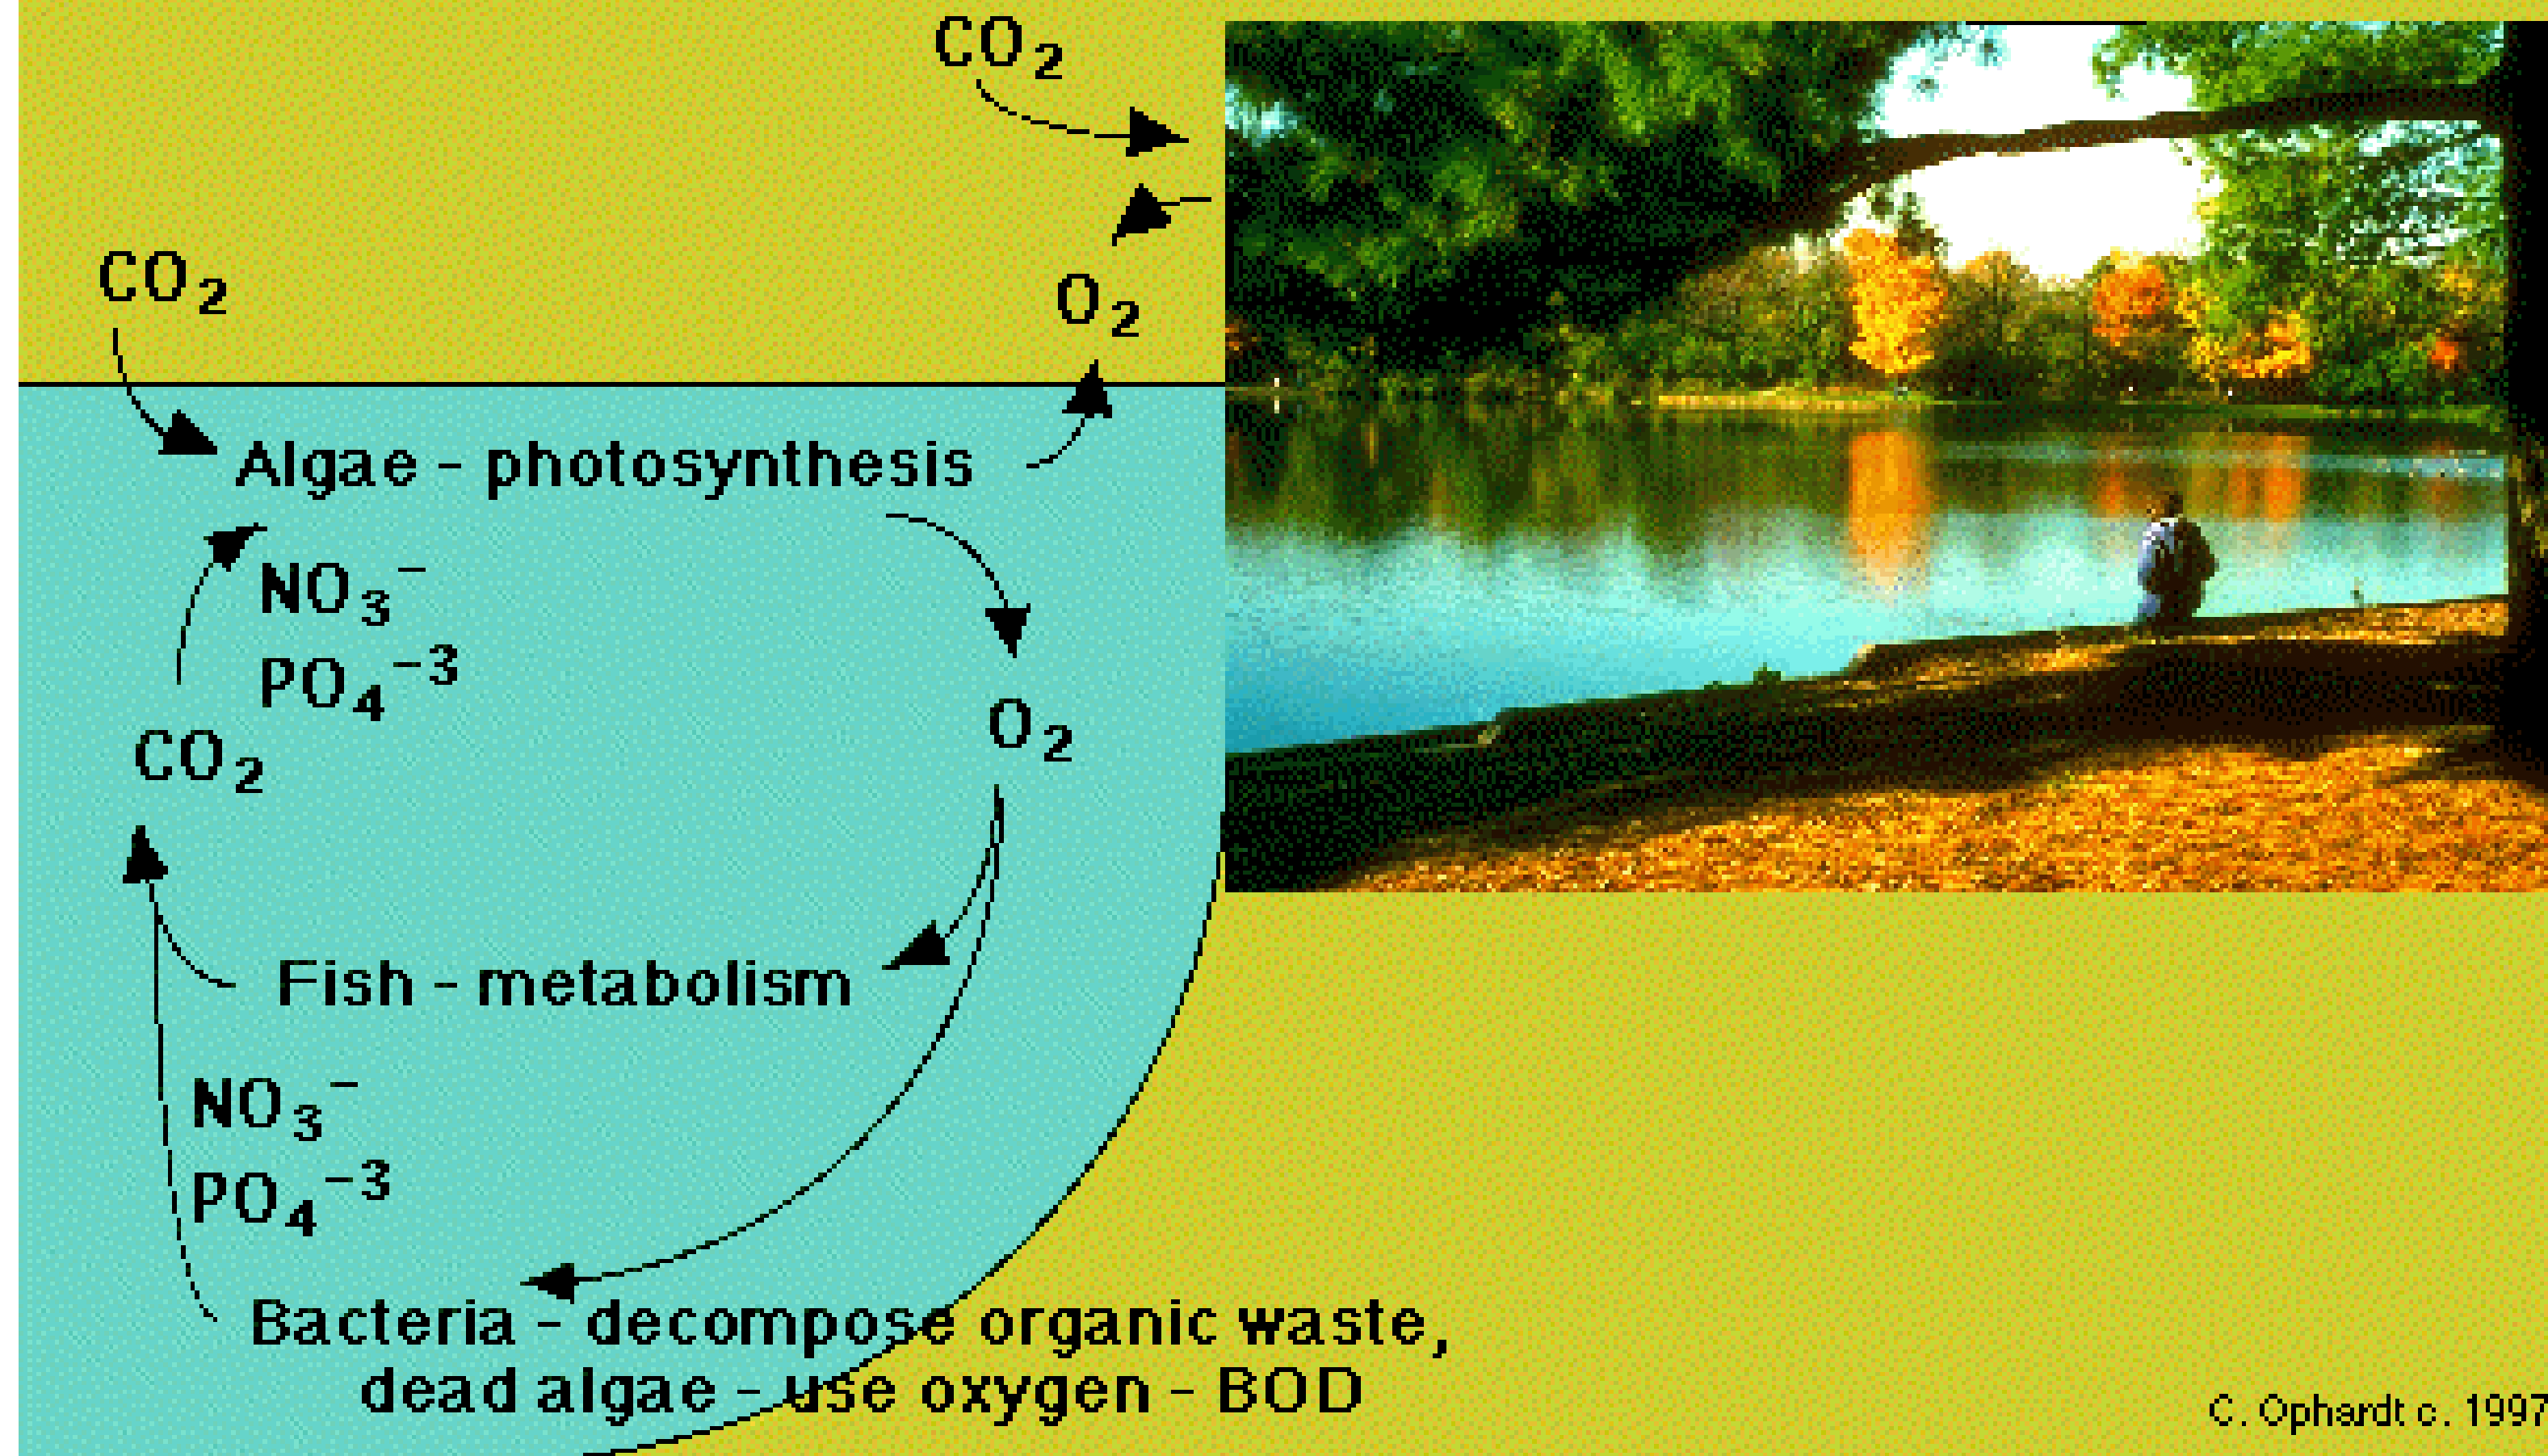 CO₂
CO₂
O₂
Algae - photosynthesis
NO₃⁻
PO₄⁻³
O₂
CO₂
Fish - metabolism
NO₃⁻
PO₄⁻³
Bacteria - decompose organic waste,
dead algae - use oxygen - BOD
C. Ophardt c. 1997